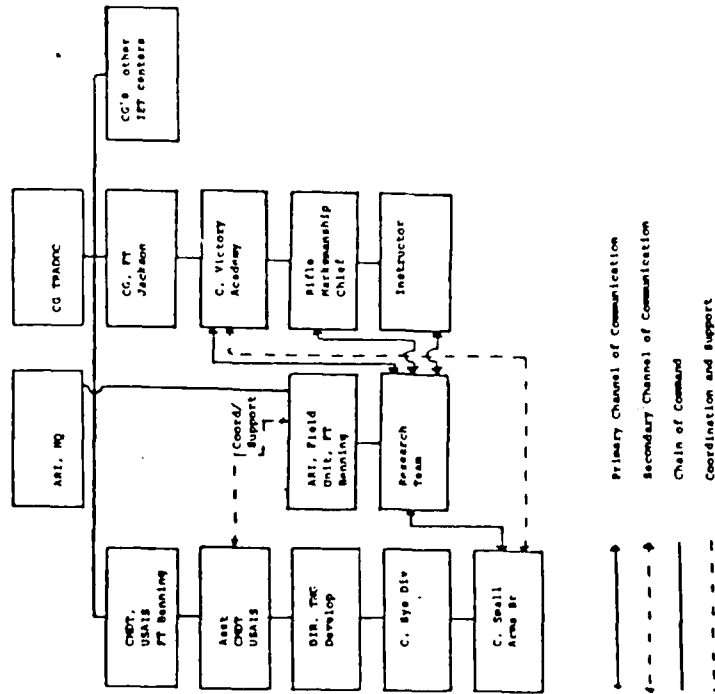 CG TRADOC
CG's other
IET centers
CG, FT
Jackson
C. Victory
Academy
Rifle
Marksmanship
Chief
Instructor
ARI, HQ
Coord/
Support
ARI, Field
Unit, FT
Benning
Research
Team
CMDT,
USAIS
FT Benning
Asst
CMDT
USAIS
DIR, TNG
Develop
C. Sys Div
C. Small
Arms Br
Primary Channel of Communication
Secondary Channel of Communication
Chain of Command
Coordination and Support